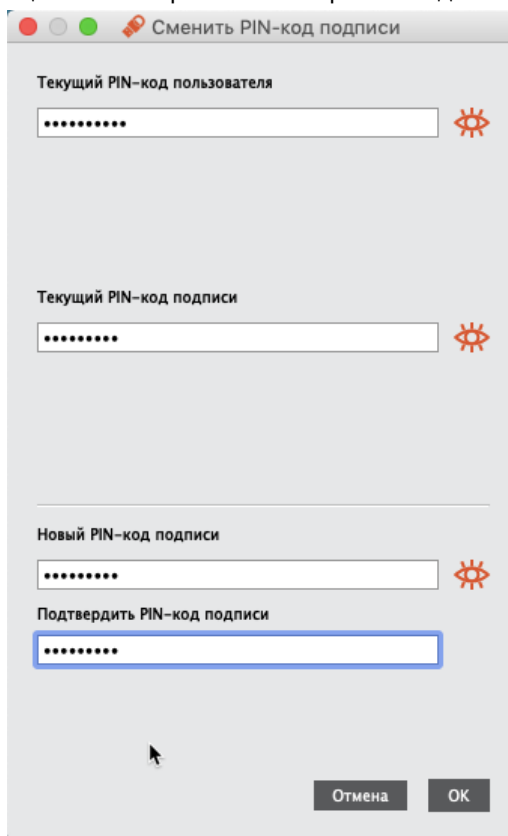 Сменить PIN-код подписи
Текущий PIN-код пользователя
••••••••••
Текущий PIN-код подписи
•••••••••
Новый PIN-код подписи
•••••••••
Подтвердить PIN-код подписи
•••••••••
Отмена
OK